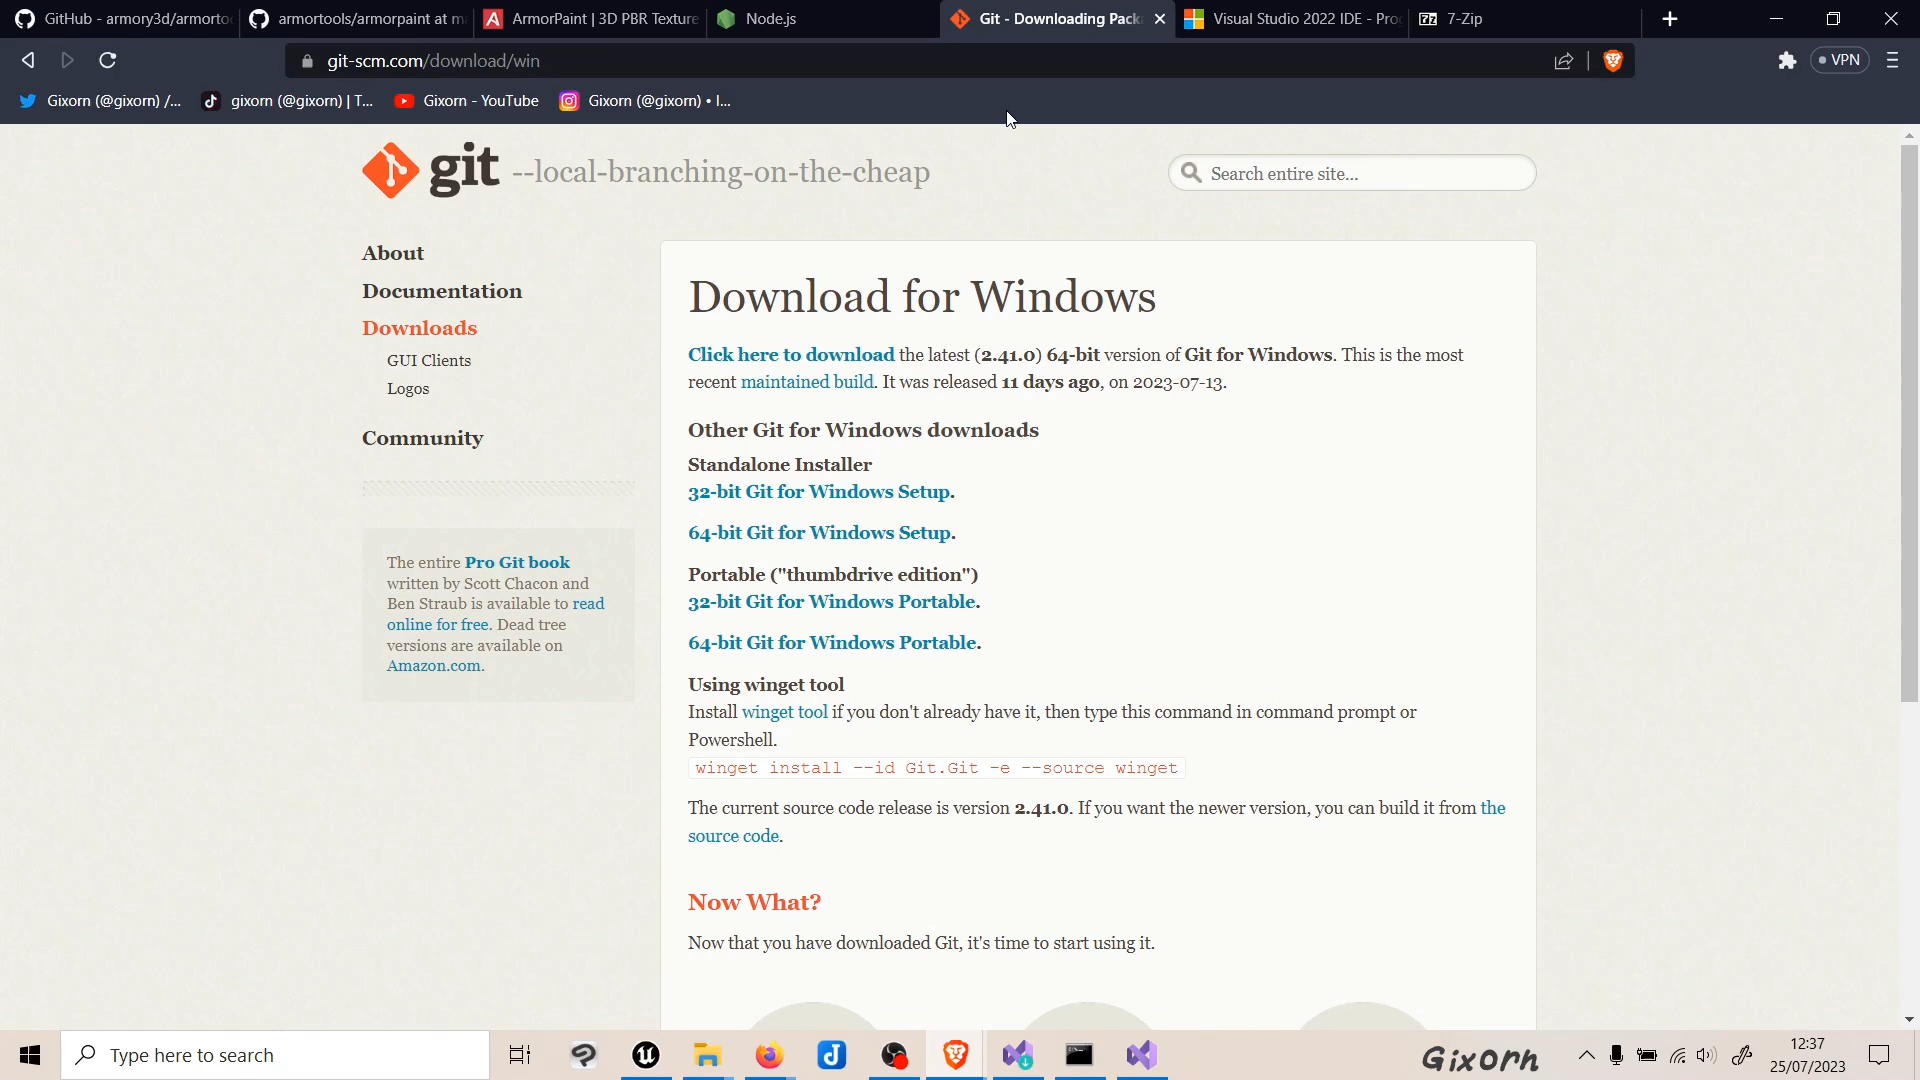 GitHub - armory3d/armorto
armortools/armorpaint at m
ArmorPaint | 3D PBR Texture
Node.js
Git - Downloading Pack
Visual Studio 2022 IDE - Pro
7-Zip
git-scm.com/download/win
VPN
Gixorn (@gixorn) /...
gixorn (@gixorn) | T...
Gixorn - YouTube
Gixorn (@gixorn) • I...
git --local-branching-on-the-cheap
Search entire site...
About
Documentation
Downloads
GUI Clients
Logos
Community
The entire Pro Git book
written by Scott Chacon and
Ben Straub is available to read
online for free. Dead tree
versions are available on
Amazon.com.
Download for Windows
Click here to download the latest (2.41.0) 64-bit version of Git for Windows. This is the most
recent maintained build. It was released 11 days ago, on 2023-07-13.
Other Git for Windows downloads
Standalone Installer
32-bit Git for Windows Setup.
64-bit Git for Windows Setup.
Portable ("thumbdrive edition")
32-bit Git for Windows Portable.
64-bit Git for Windows Portable.
Using winget tool
Install winget tool if you don't already have it, then type this command in command prompt or
Powershell.
winget install --id Git.Git -e --source winget
The current source code release is version 2.41.0. If you want the newer version, you can build it from the
source code.
Now What?
Now that you have downloaded Git, it's time to start using it.
Type here to search
Gixorn
12:37
25/07/2023